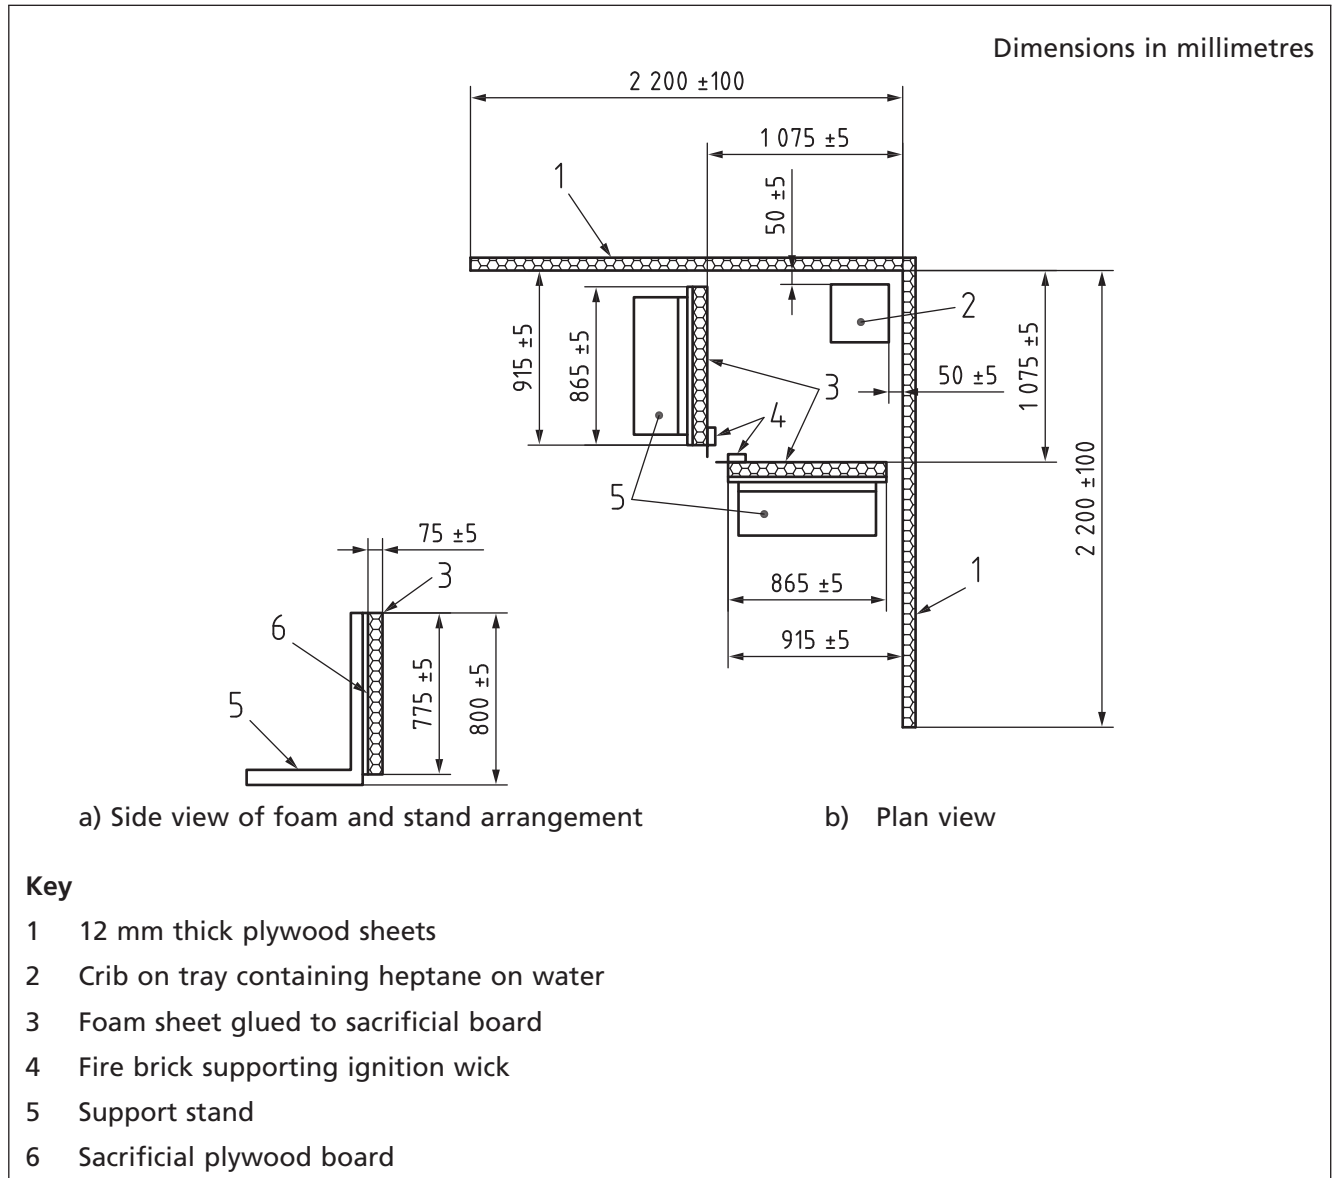 Dimensions in millimetres
2 200 ±100
1 075 ±5
1
50 ±5
2
915 ±5
865 ±5
3
50 ±5
1 075 ±5
4
5
2 200 ±100
75 ±5
3
865 ±5
1
6
915 ±5
775 ±5
800 ±5
5
a) Side view of foam and stand arrangement
b) Plan view
Key
1 12 mm thick plywood sheets
2 Crib on tray containing heptane on water
3 Foam sheet glued to sacrificial board
4 Fire brick supporting ignition wick
5 Support stand
6 Sacrificial plywood board